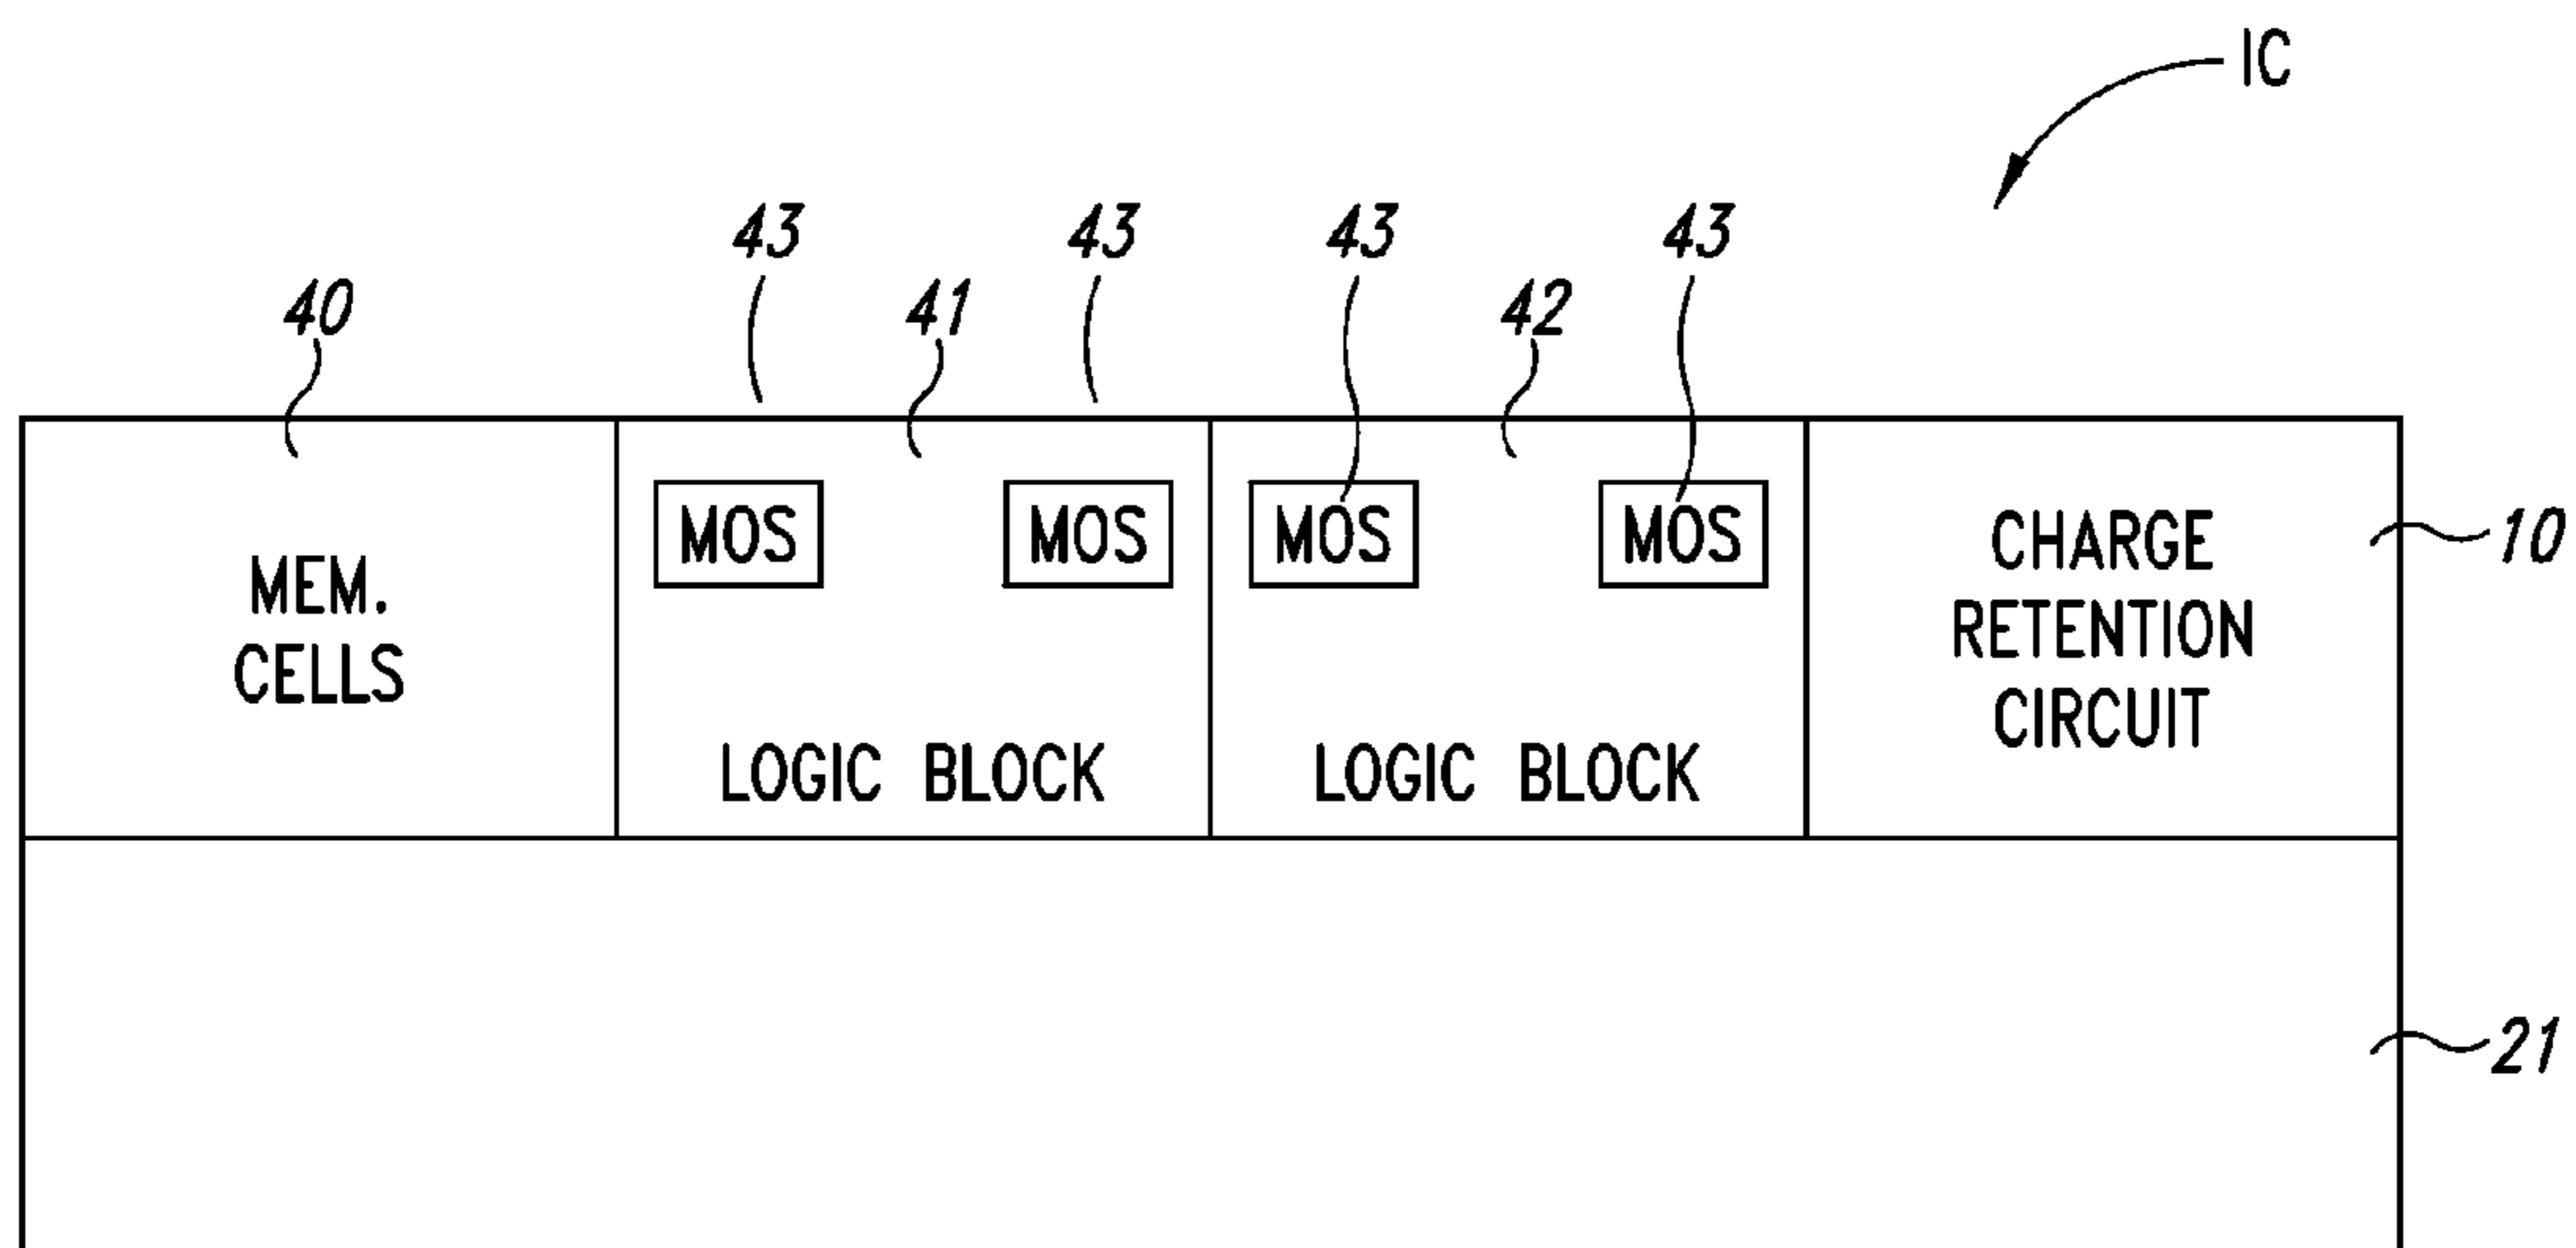 IC
43 43 43 43
40 41 42
MOS MOS MOS MOS
10
MEM.
CELLS
LOGIC BLOCK
LOGIC BLOCK
CHARGE
RETENTION
CIRCUIT
21